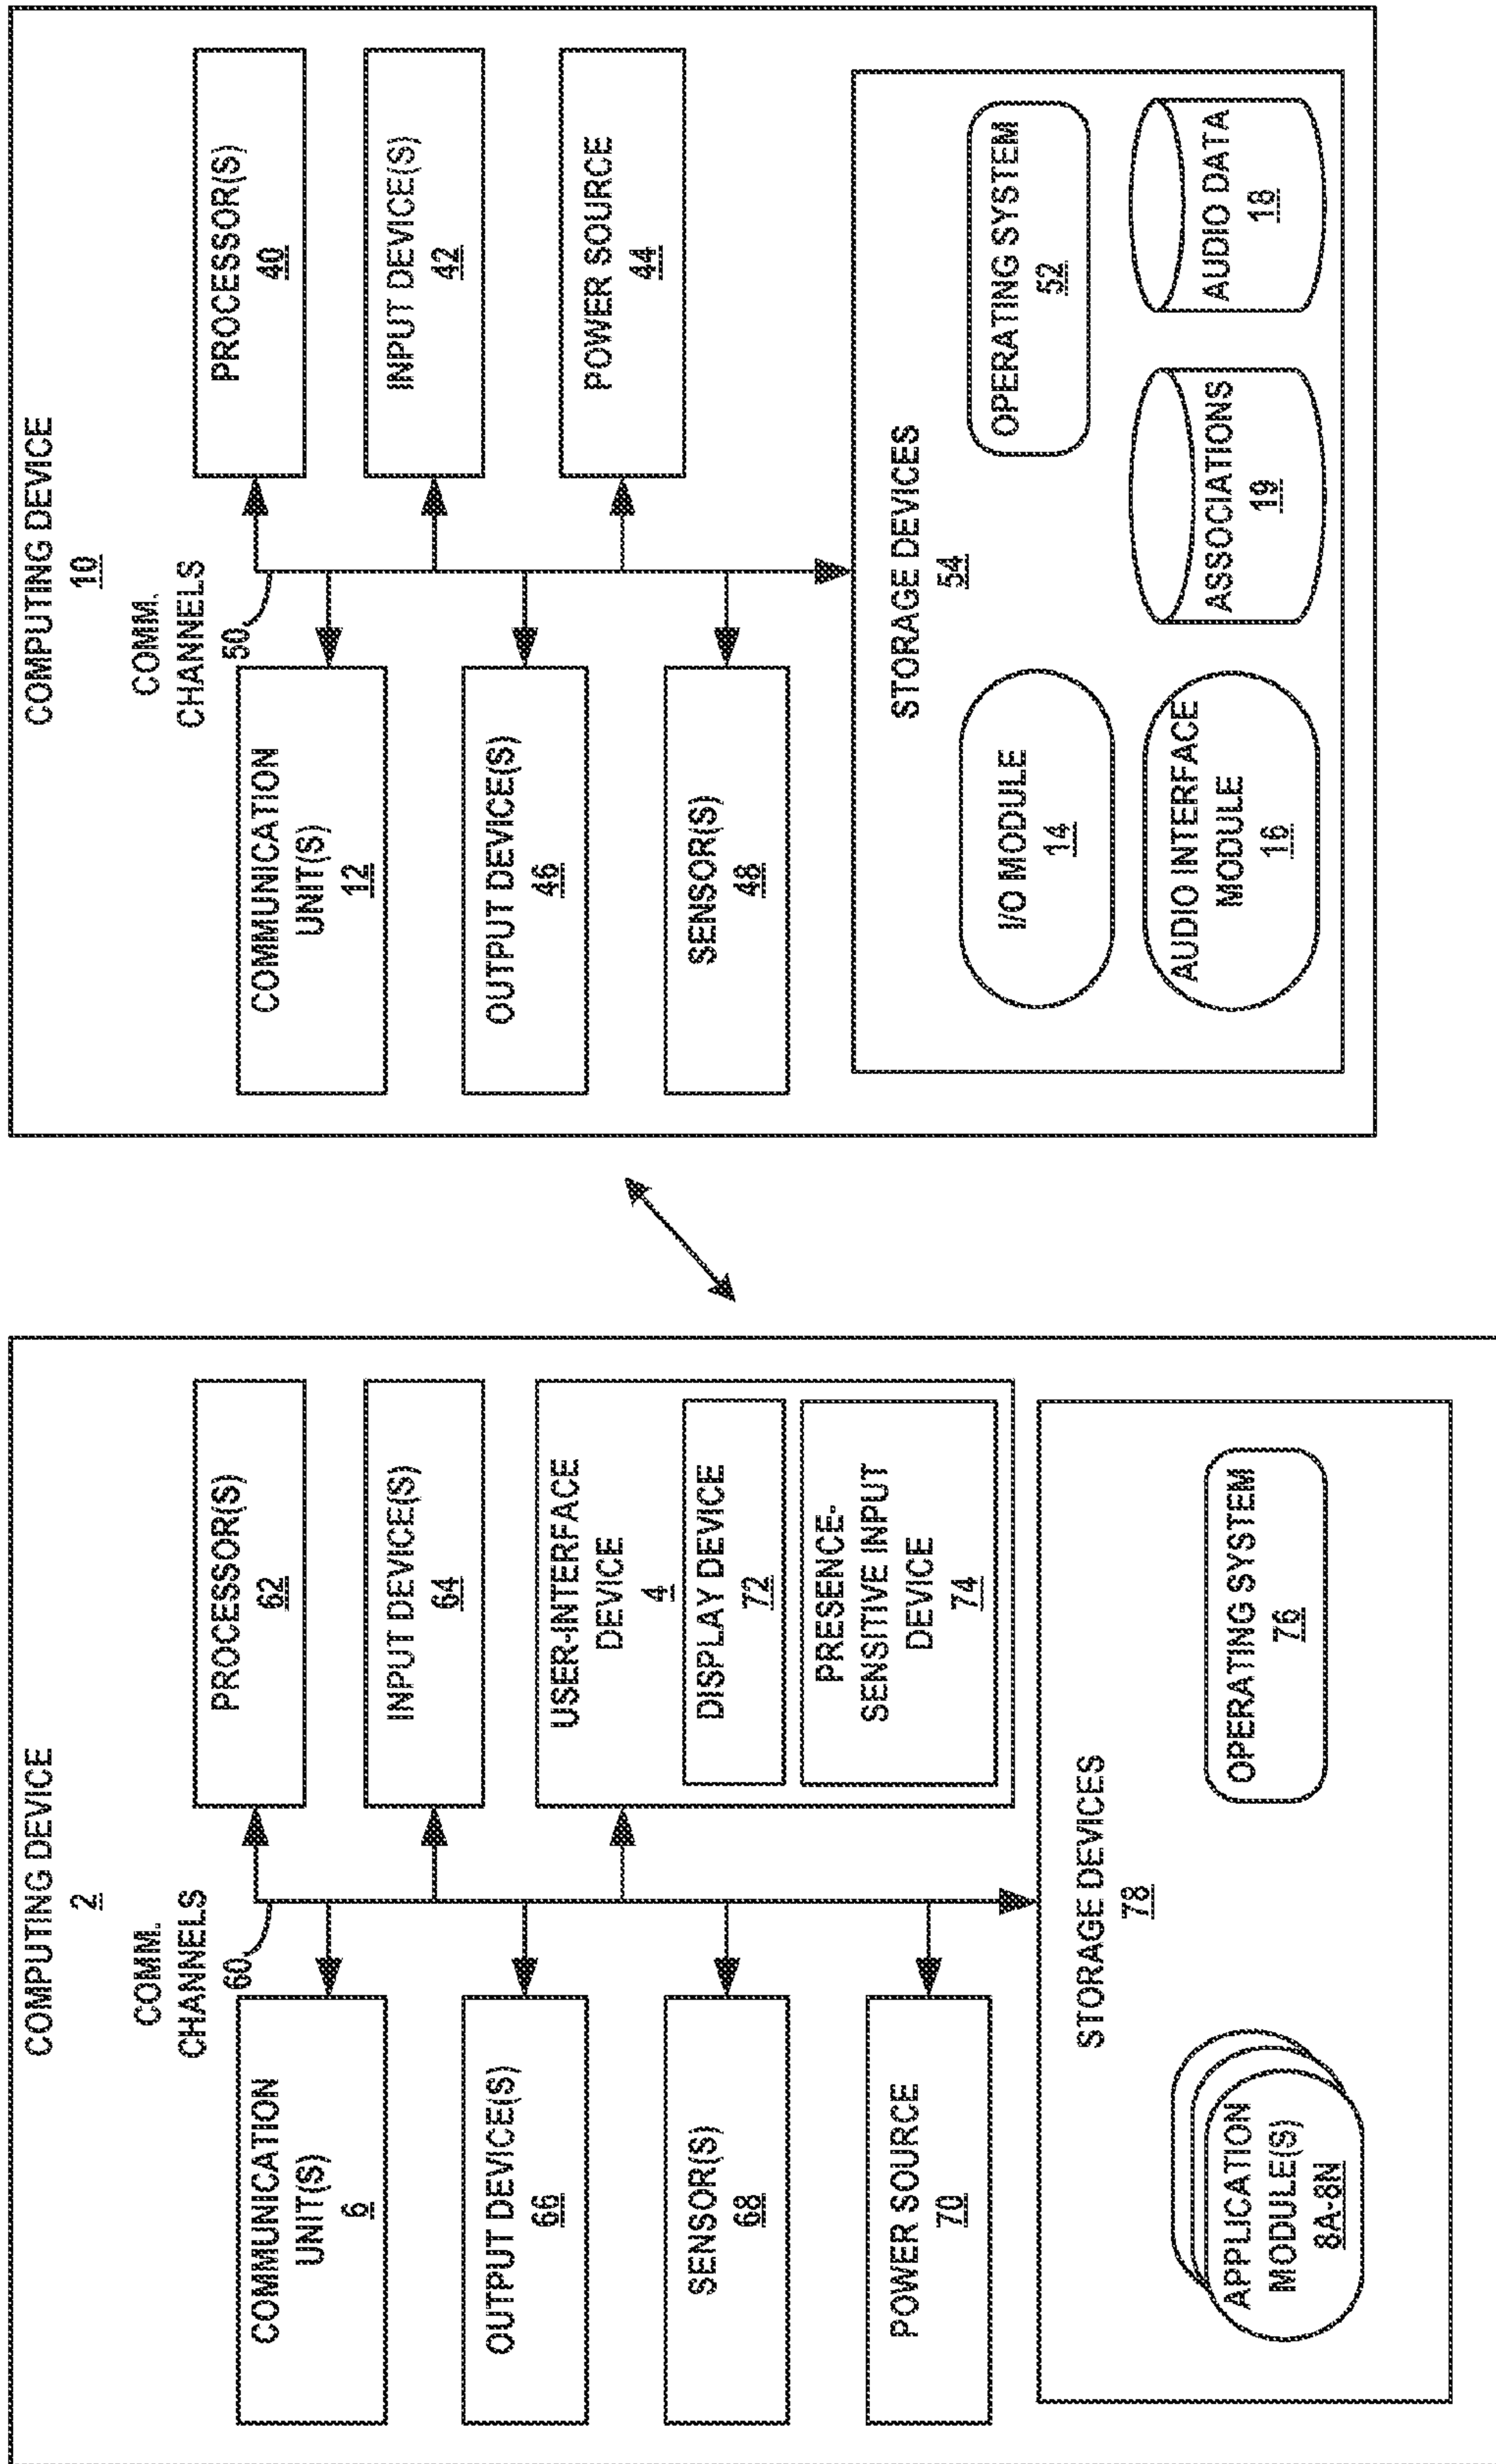 COMPUTING DEVICE
2
COMM.
CHANNELS
60
COMMUNICATION
UNIT(S)
6
PROCESSOR(S)
62
OUTPUT DEVICE(S)
66
INPUT DEVICE(S)
64
SENSOR(S)
68
USER-INTERFACE
DEVICE
4
DISPLAY DEVICE
72
PRESENCE-
SENSITIVE INPUT
DEVICE
74
POWER SOURCE
70
STORAGE DEVICES
78
APPLICATION
MODULE(S)
8A-8N
OPERATING SYSTEM
76
COMPUTING DEVICE
10
COMM.
CHANNELS
50
COMMUNICATION
UNIT(S)
12
PROCESSOR(S)
40
OUTPUT DEVICE(S)
46
INPUT DEVICE(S)
42
SENSOR(S)
48
POWER SOURCE
44
STORAGE DEVICES
54
I/O MODULE
14
OPERATING SYSTEM
52
AUDIO INTERFACE
MODULE
16
ASSOCIATIONS
19
AUDIO DATA
18